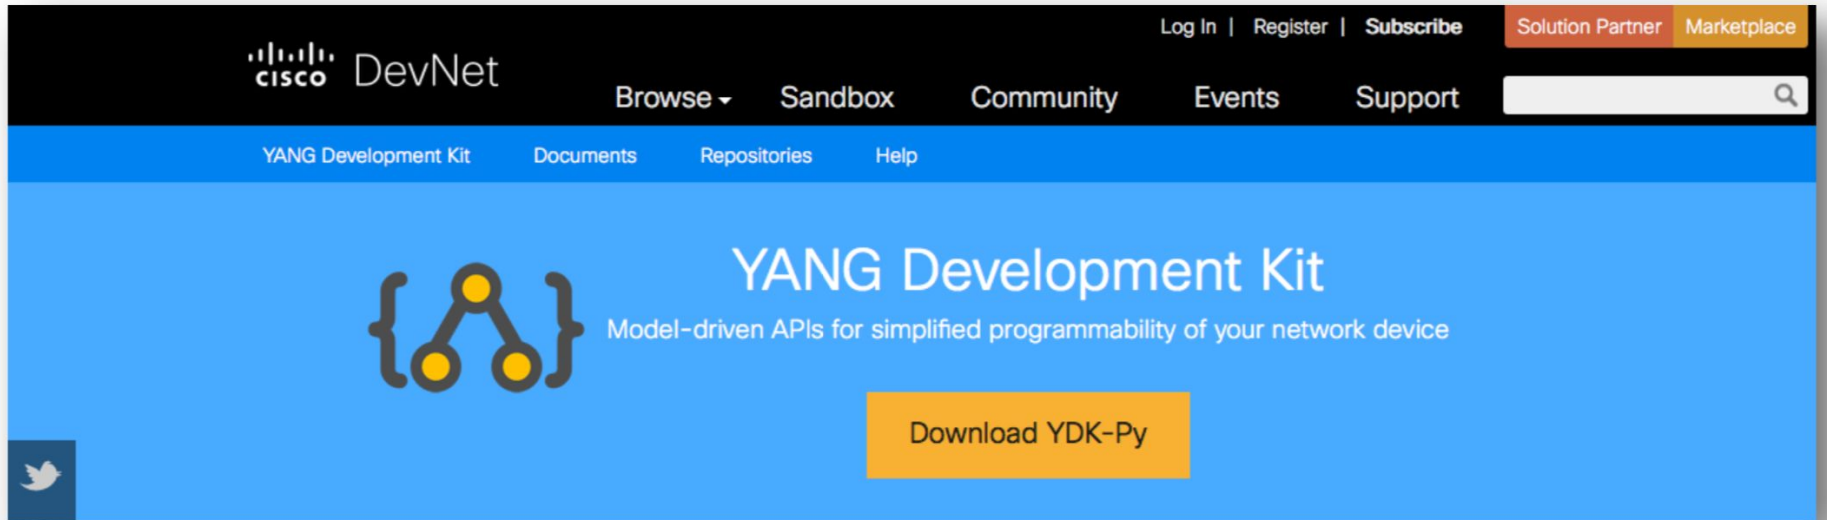 Log In | Register | Subscribe Solution Partner Marketplace
CISCO DevNet
Browse Sandbox Community Events Support
YANG Development Kit Documents Repositories Help
YANG Development Kit
Model-driven APIs for simplified programmability of your network device
Download YDK-Py